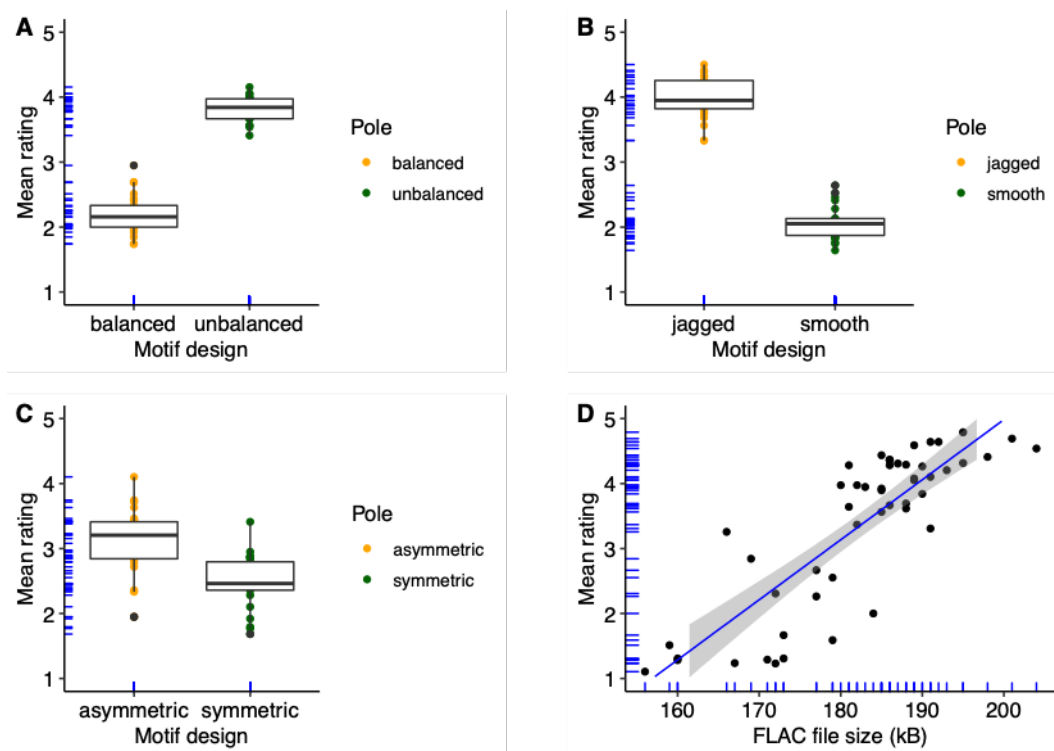 A
5
4
3
2
1
Mean rating
balanced unbalanced
Motif design
Pole
balanced
unbalanced
B
5
4
3
2
1
Mean rating
jagged smooth
Motif design
Pole
jagged
smooth
C
5
4
3
2
1
Mean rating
asymmetric symmetric
Motif design
Pole
asymmetric
symmetric
D
5
4
3
2
1
Mean rating
160 170 180 190 200
FLAC file size (kB)